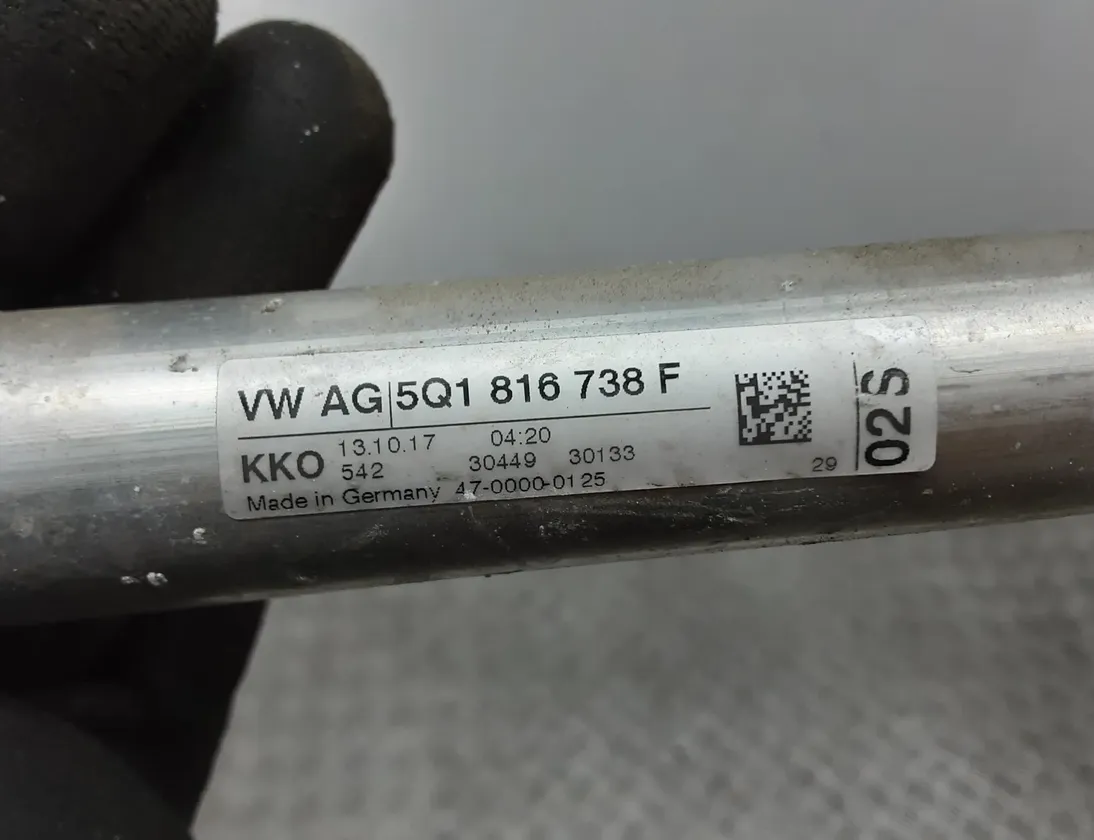 VW AG|5Q1 816 738 F
KKO 13.10.17 04:20
542 30449 30133
Made in Germany 47-0000-0125
29
02S